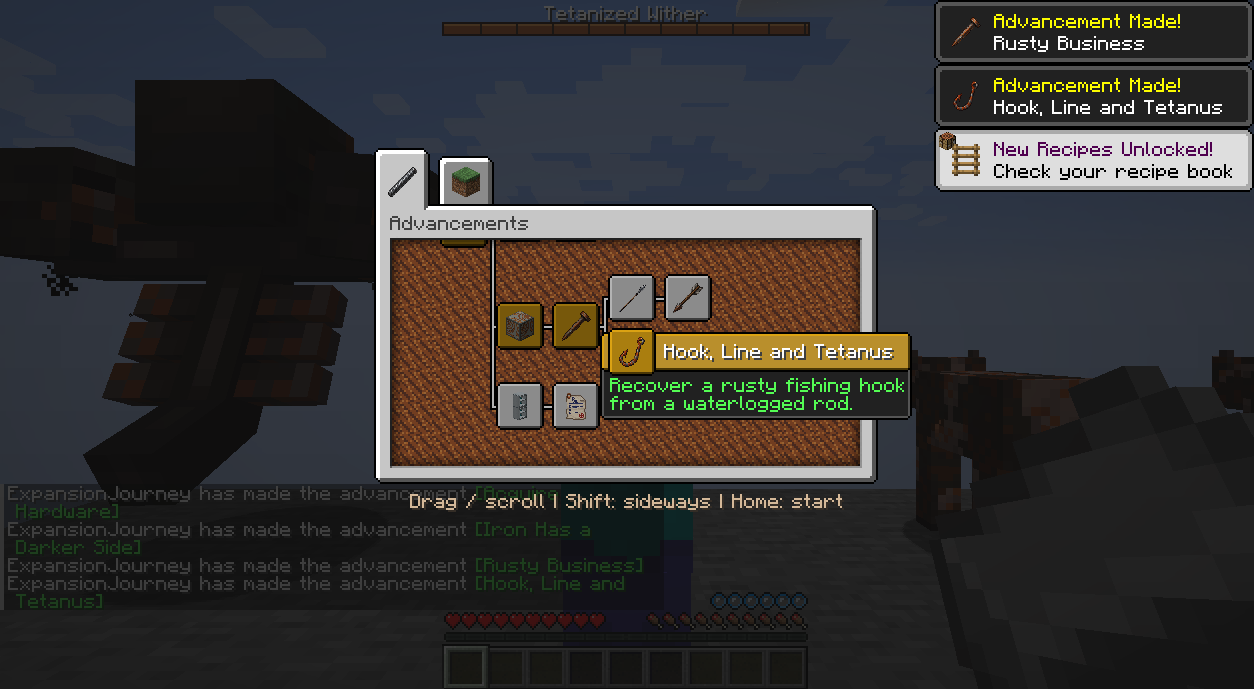 Tetanized Wither
Advancement Made!
Rusty Business
Advancement Made!
Hook, Line and Tetanus
New Recipes Unlocked!
Check your recipe book
Advancements
Hook, Line and Tetanus
Recover a rusty fishing hook
from a waterlogged rod.
Drag / scroll | Shift: sideways | Home: start
ExpansionJourney has made the advancement [Acquire
Hardware]
ExpansionJourney has made the advancement [Iron Has a
Darker Side]
ExpansionJourney has made the advancement [Rusty Business]
ExpansionJourney has made the advancement [Hook, Line and
Tetanus]